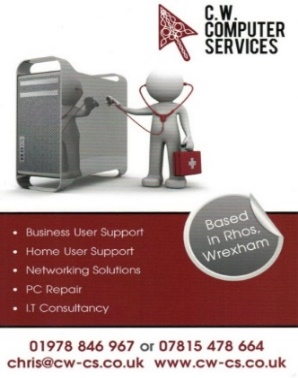 C.W.
COMPUTER
SERVICES
Based
in Rhos,
Wrexham
• Business User Support
• Home User Support
• Networking Solutions
• PC Repair
• I.T Consultancy
01978 846 967 or 07815 478 664
chris@cw-cs.co.uk www.cw-cs.co.uk